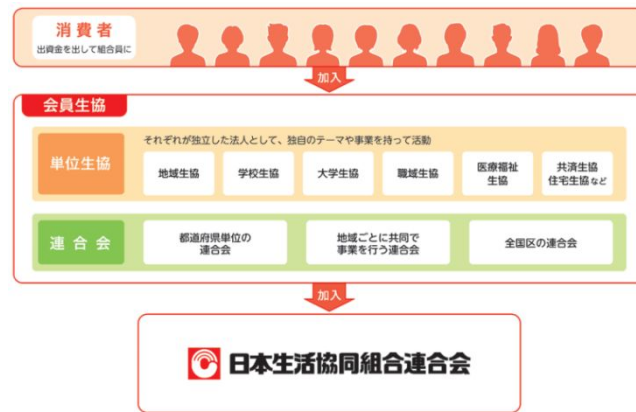 消費者
出資金を出して組合員に
加入
会員生協
単位生協
それぞれが独立した法人として、独自のテーマや事業を持って活動
地域生協
学校生協
大学生協
職域生協
医療福祉
生協
共済生協
住宅生協など
連合会
都道府県単位の
連合会
地域ごとに共同で
事業を行う連合会
全国区の連合会
加入
日本生活協同組合連合会